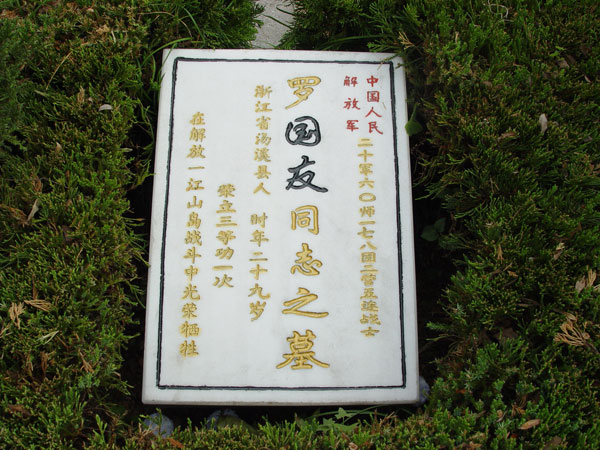 中国人民
解放军
二十军六〇师一七八团二营五连战士
罗国友同志之墓
浙江省汤溪县人 时年二十九岁
荣立三等功一次
在解放一江山岛战斗中光荣牺牲